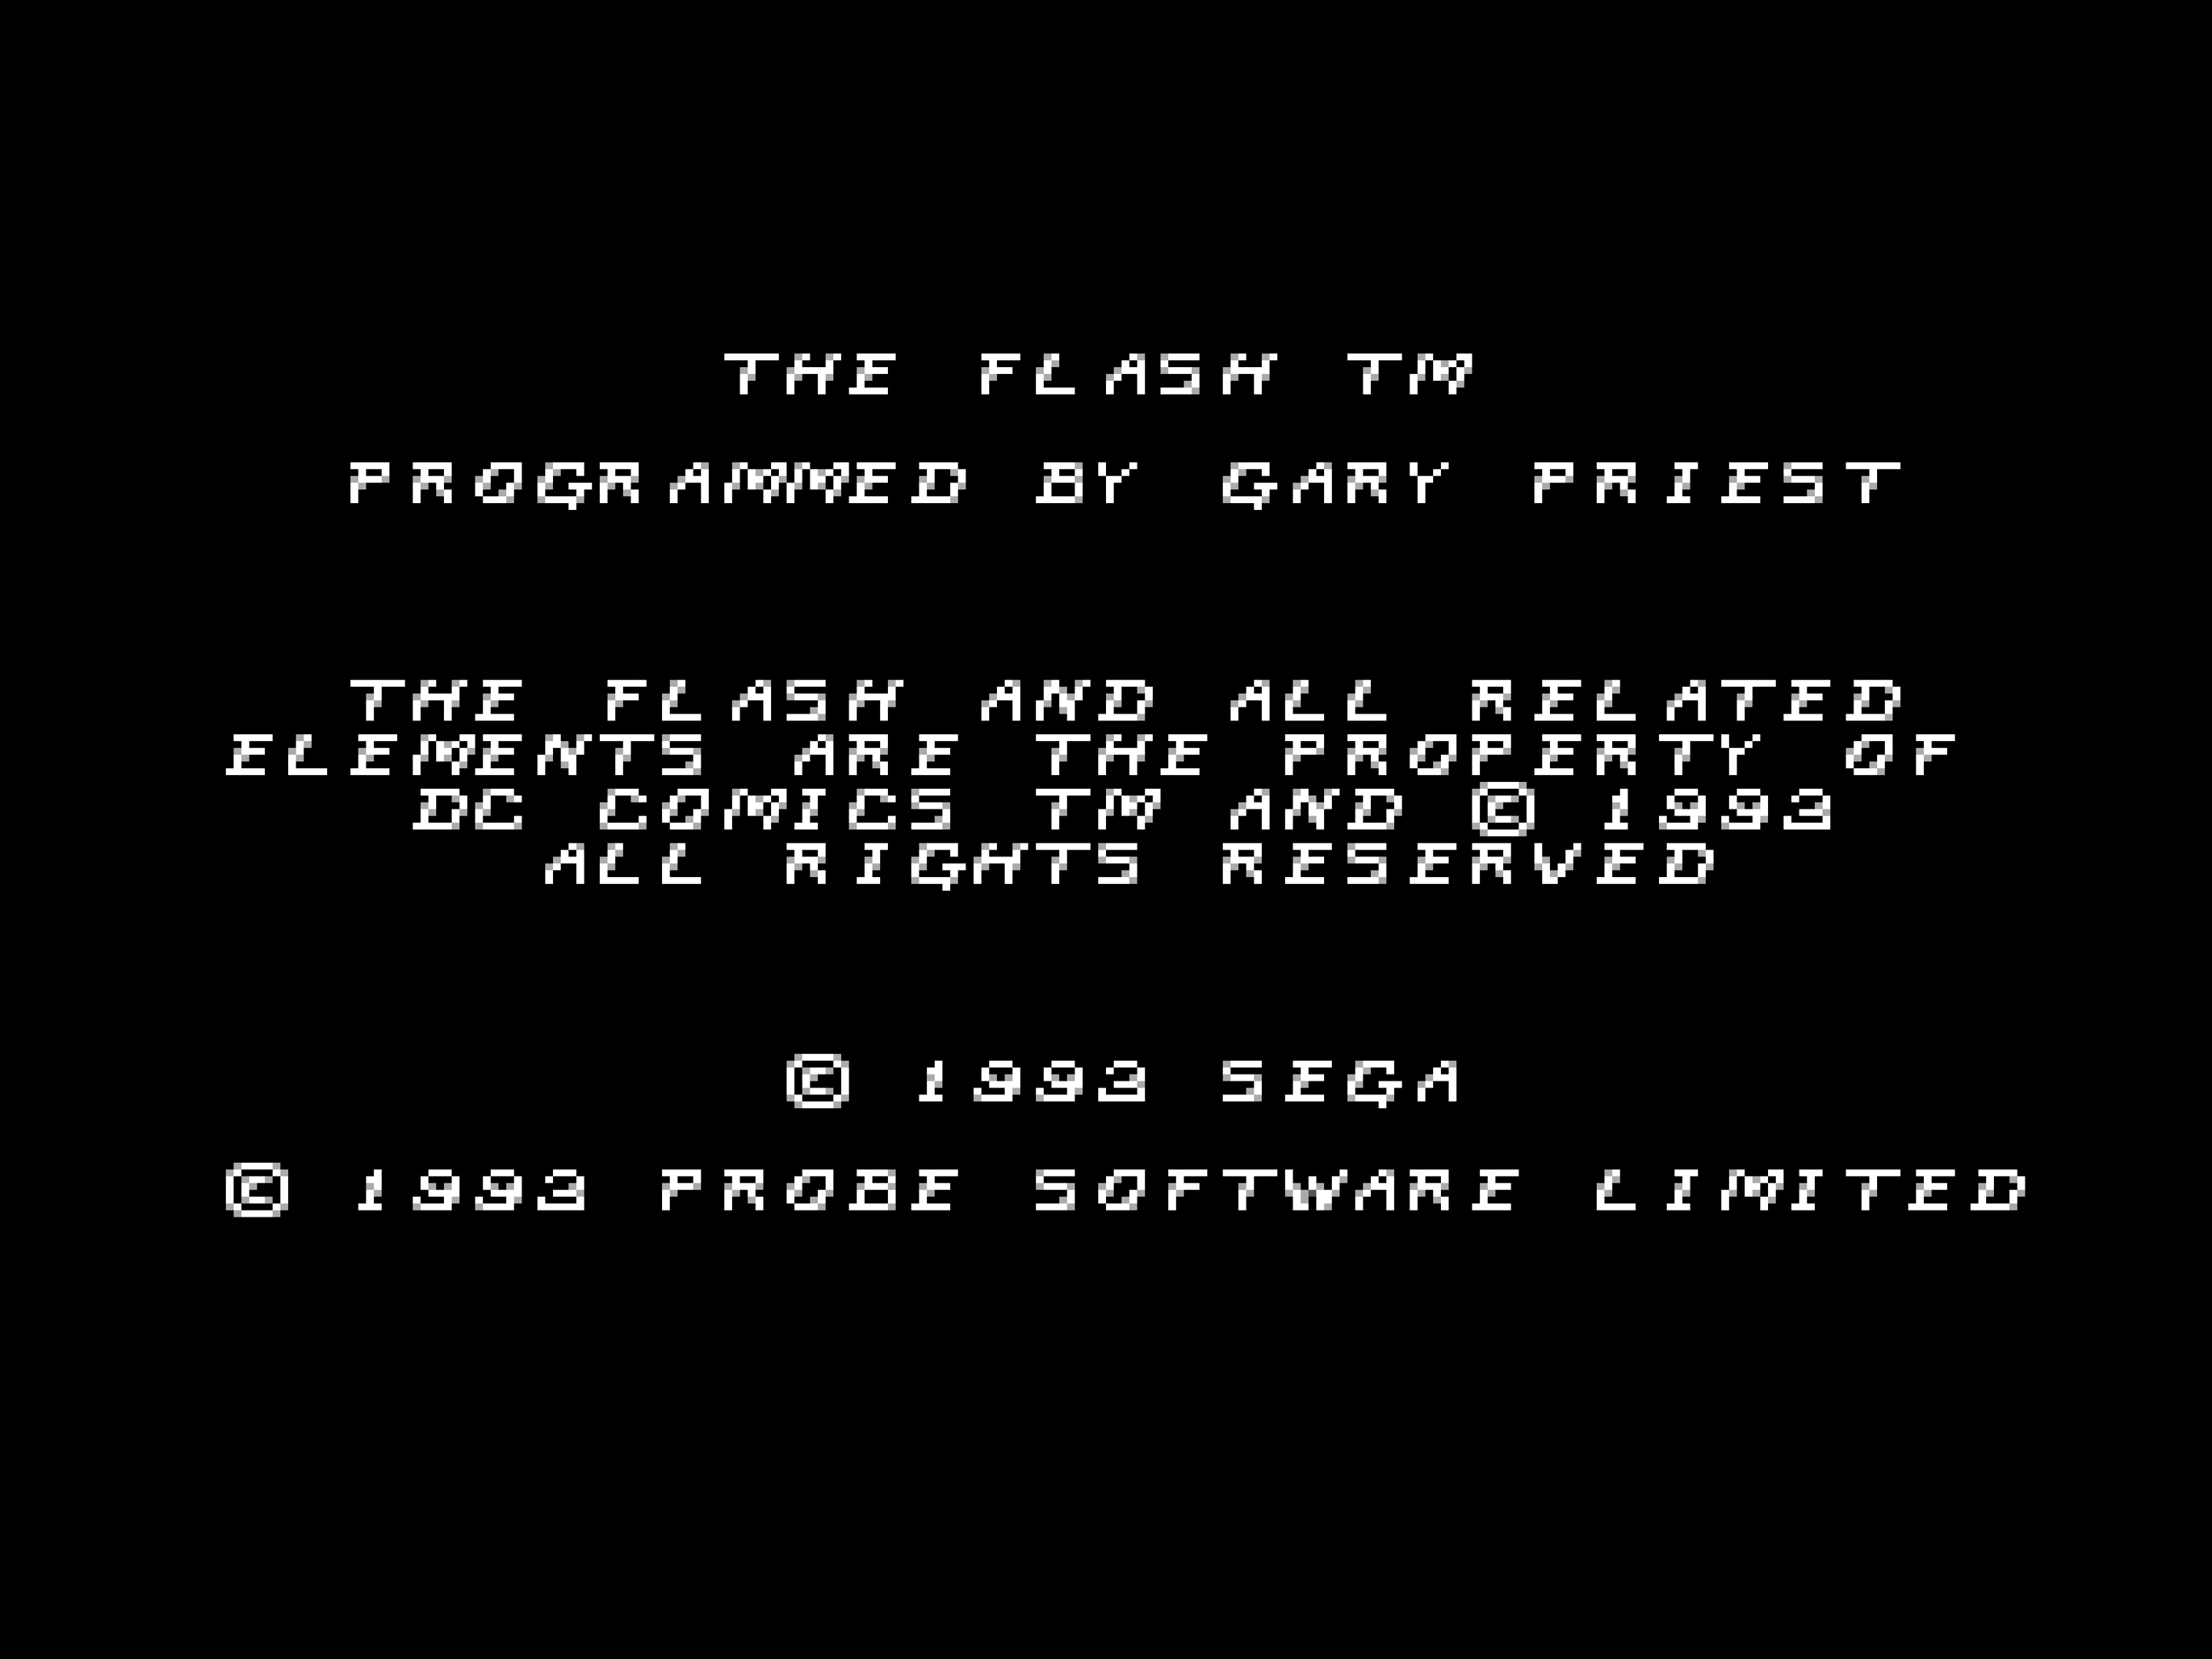 THE FLASH TM
PROGRAMMED BY GARY PRIEST
THE FLASH AND ALL RELATED
ELEMENTS ARE THE PROPERTY OF
DC COMICS TM AND © 1993
ALL RIGHTS RESERVED
© 1993 SEGA
© 1993 PROBE SOFTWARE LIMITED